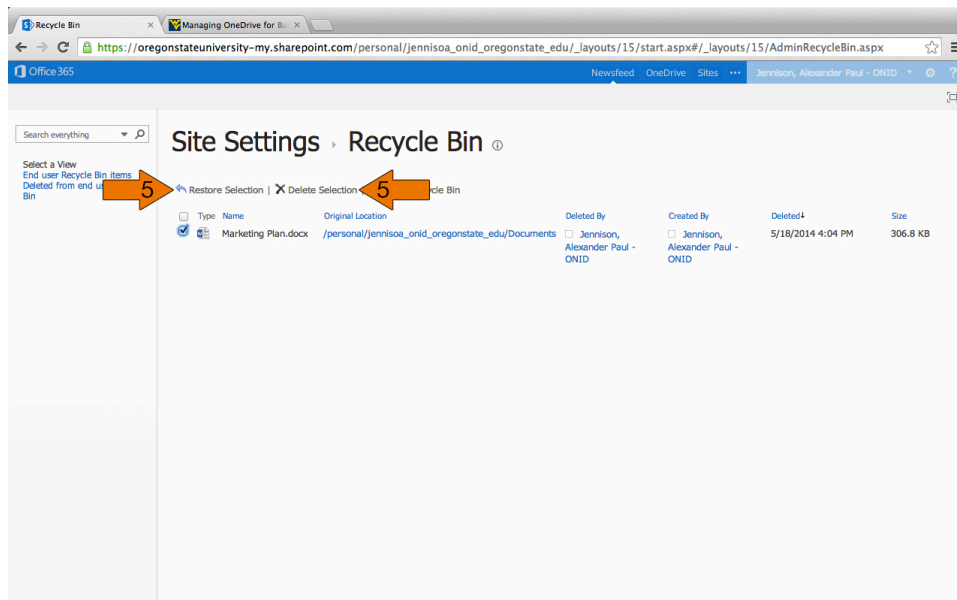 Recycle Bin
Managing OneDrive for Bu
https://oregonstateuniversity-my.sharepoint.com/personal/jennisoa_onid_oregonstate_edu/_layouts/15/start.aspx#/_layouts/15/AdminRecycleBin.aspx
Office 365 Newsfeed OneDrive Sites ••• Jennison, Alexander Paul - ONID ?
Search everything
Site Settings › Recycle Bin
Select a View
End user Recycle Bin items
Deleted from end u
Bin
5 Restore Selection | Delete Selection 5 cle Bin
Type Name Original Location Deleted By Created By Deleted↓ Size
Marketing Plan.docx /personal/jennisoa_onid_oregonstate_edu/Documents Jennison, Jennison, 5/18/2014 4:04 PM 306.8 KB
Alexander Paul - Alexander Paul -
ONID ONID